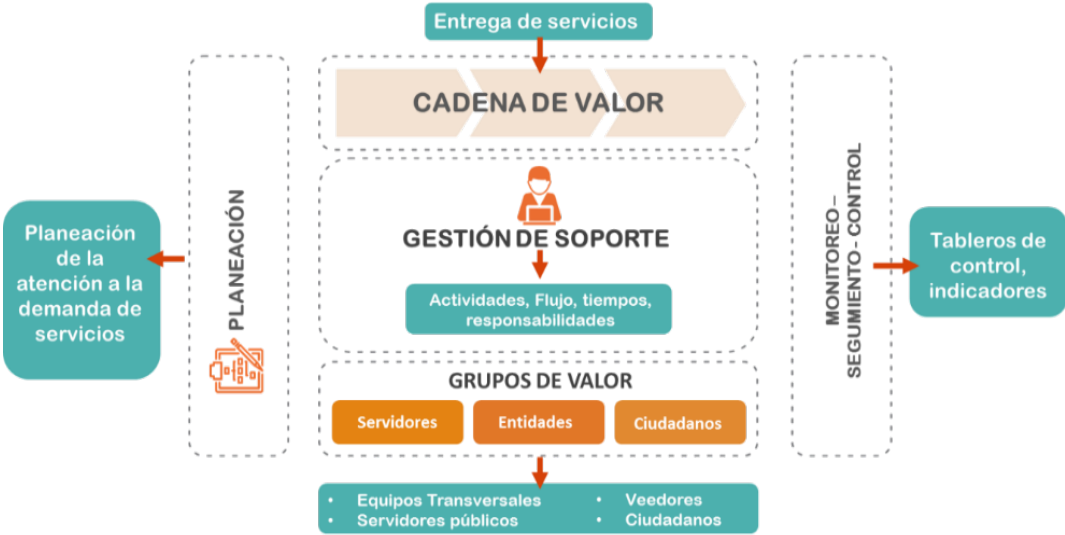 Entrega de servicios
CADENA DE VALOR
PLANEACIÓN
Planeación
de la
atención a la
demanda de
servicios
GESTIÓN DE SOPORTE
Actividades, Flujo, tiempos,
responsabilidades
GRUPOS DE VALOR
Servidores
Entidades
Ciudadanos
• Equipos Transversales
• Servidores públicos
• Veedores
• Ciudadanos
MONITOREO –
SEGUMIENTO - CONTROL
Tableros de
control,
indicadores